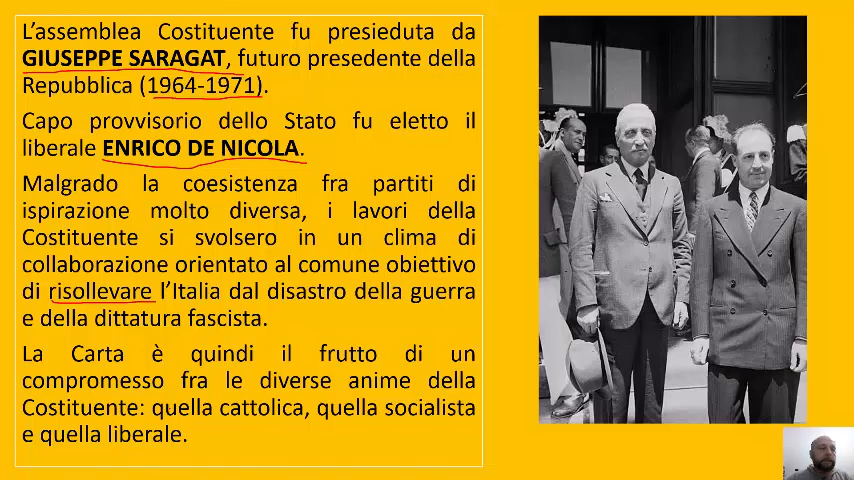 L'assemblea Costituente fu presieduta da
GIUSEPPE SARAGAT, futuro presedente della
Repubblica (1964-1971).
Capo provvisorio dello Stato fu eletto il
liberale ENRICO DE NICOLA.
Malgrado la coesistenza fra partiti di
ispirazione molto diversa, i lavori della
Costituente si svolsero in un clima di
collaborazione orientato al comune obiettivo
di risollevare l'Italia dal disastro della guerra
e della dittatura fascista.
La Carta è quindi il frutto di un
compromesso fra le diverse anime della
Costituente: quella cattolica, quella socialista
e quella liberale.